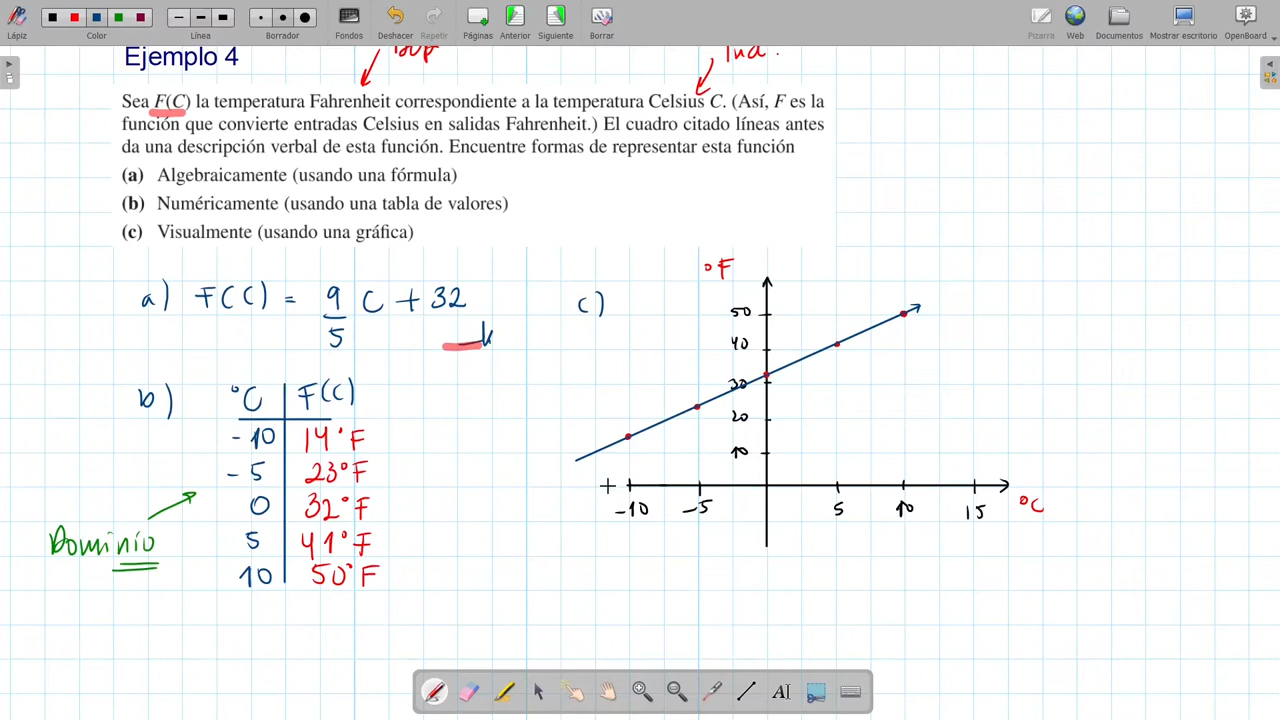 Lápiz Color Línea Borrador Fondos Deshacer Repetir Páginas Anterior Siguiente Borrar Pizarra Web Documentos Mostrar escritorio OpenBoard
Ejemplo 4
Ind.
Sea F(C) la temperatura Fahrenheit correspondiente a la temperatura Celsius C. (Así, F es la
función que convierte entradas Celsius en salidas Fahrenheit.) El cuadro citado líneas antes
da una descripción verbal de esta función. Encuentre formas de representar esta función
(a) Algebraicamente (usando una fórmula)
(b) Numéricamente (usando una tabla de valores)
(c) Visualmente (usando una gráfica)
a) F(C) = 9/5 C + 32
b) °C F(C)
-10 14°F
-5 23°F
0 32°F
5 41°F
10 50°F
Dominio
c)
°F
50
40
30
20
10
-10 -5 5 10 15 °C
AI